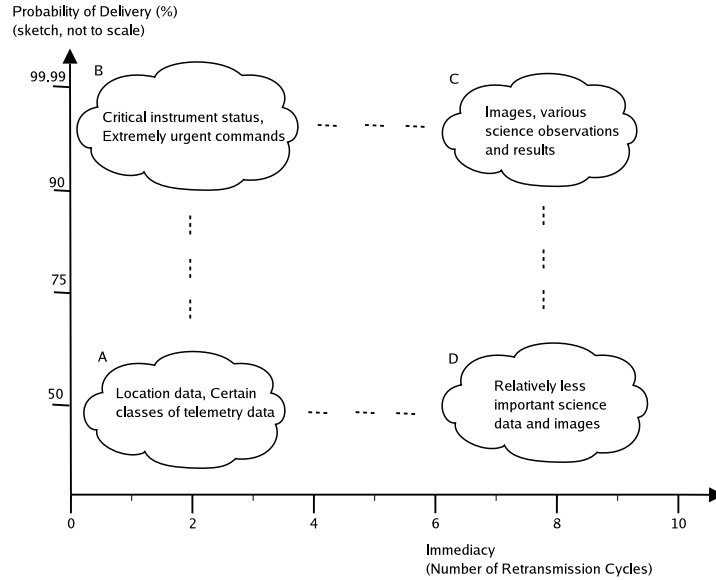 Probability of Delivery (%)
(sketch, not to scale)
99,99
B
Critical instrument status,
Extremely urgent commands
C
Images, various
science observations
and results
90
75
A
Location data, Certain
classes of telemetry data
50
D
Relatively less
important science
data and images
0
2
4
6
8
10
Immediacy
(Number of Retransmission Cycles)